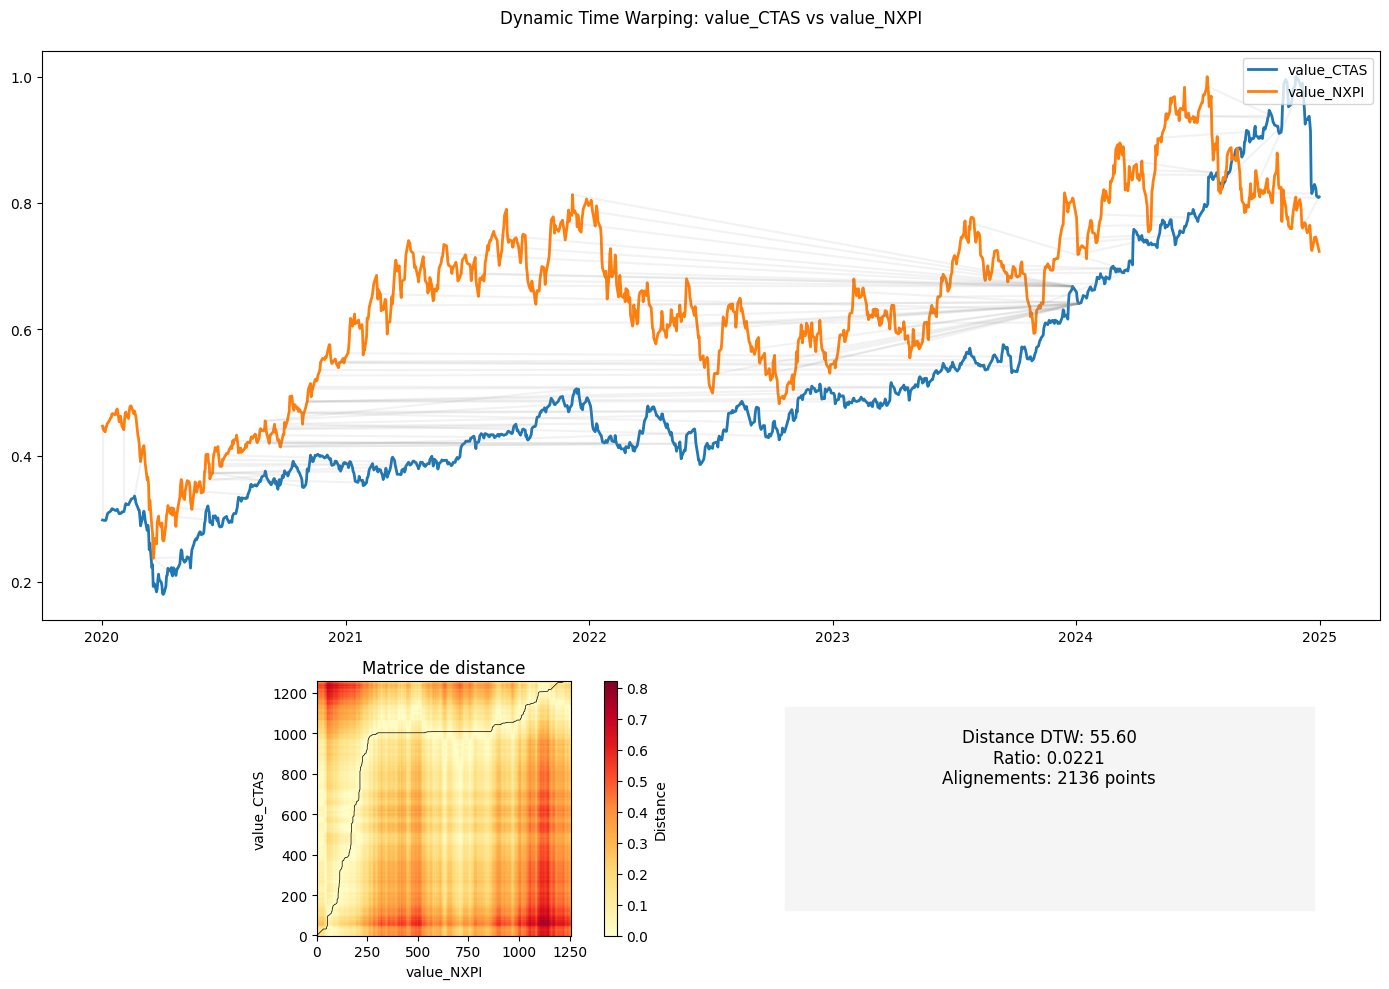 Dynamic Time Warping: value_CTAS vs value_NXPI
value_CTAS
value_NXPI
1.0
0.8
0.6
0.4
0.2
2020 2021 2022 2023 2024 2025
Matrice de distance
value_CTAS
1200
1000
800
600
400
200
0
0 250 500 750 1000 1250
value_NXPI
0.8
0.7
0.6
0.5
0.4
0.3
0.2
0.1
0.0
Distance
Distance DTW: 55.60
Ratio: 0.0221
Alignements: 2136 points